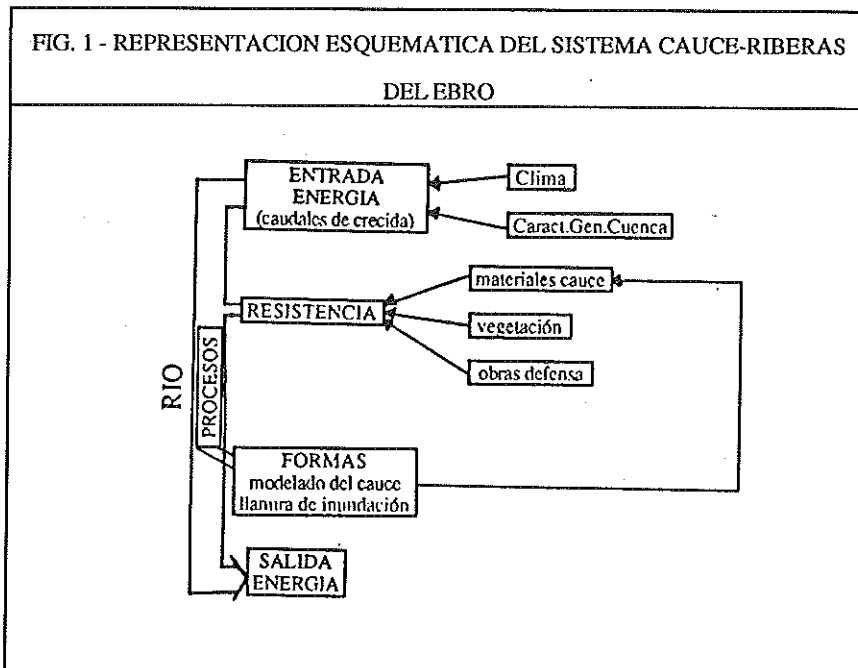 FIG. 1 - REPRESENTACION ESQUEMATICA DEL SISTEMA CAUCE-RIBERAS
DEL EBRO
ENTRADA
ENERGIA
(caudales de crecida)
Clima
Caract.Gen.Cuenca
RESISTENCIA
materiales cauce
vegetación
obras defensa
RIO
PROCESOS
FORMAS
modelado del cauce
llanura de inundación
SALIDA
ENERGIA